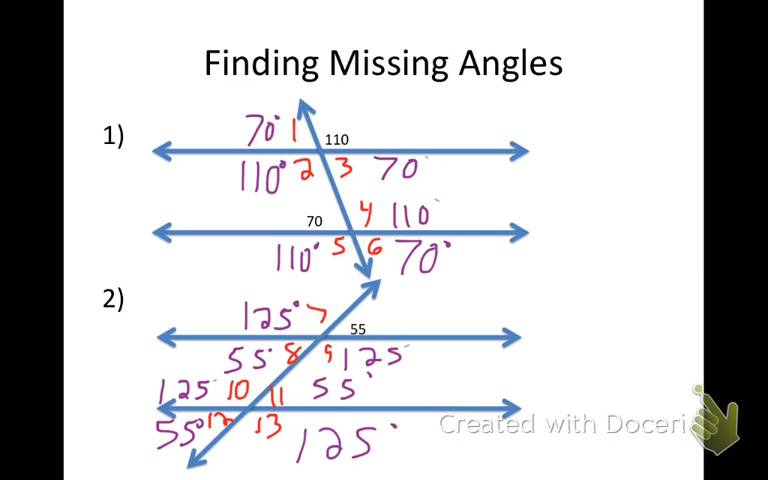 Finding Missing Angles
1)
70° 1 110
110° 2 3 70°
70 4 110°
110° 5 6 70°
2)
125° 7 55
55° 8 9 125°
125 10 11 55°
55° 12 13 125°
Created with Doceri